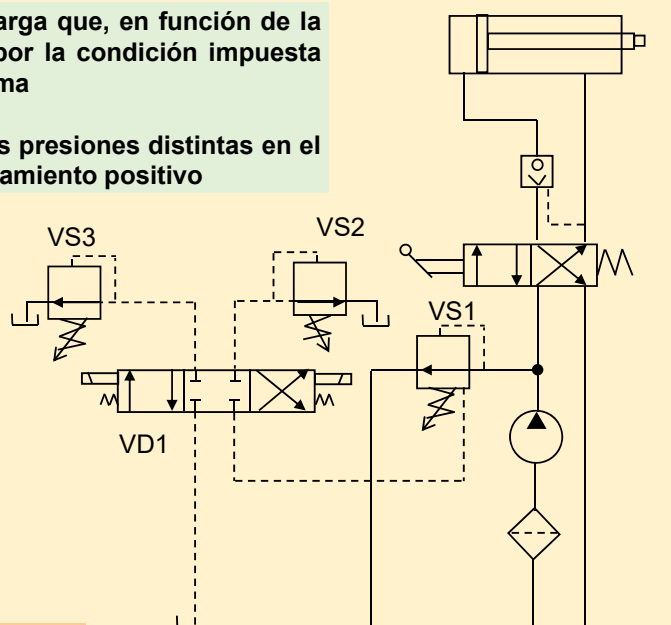 arga que, en función de la
por la condición impuesta
ma
s presiones distintas en el
amiento positivo
VS3
VS2
VS1
VD1